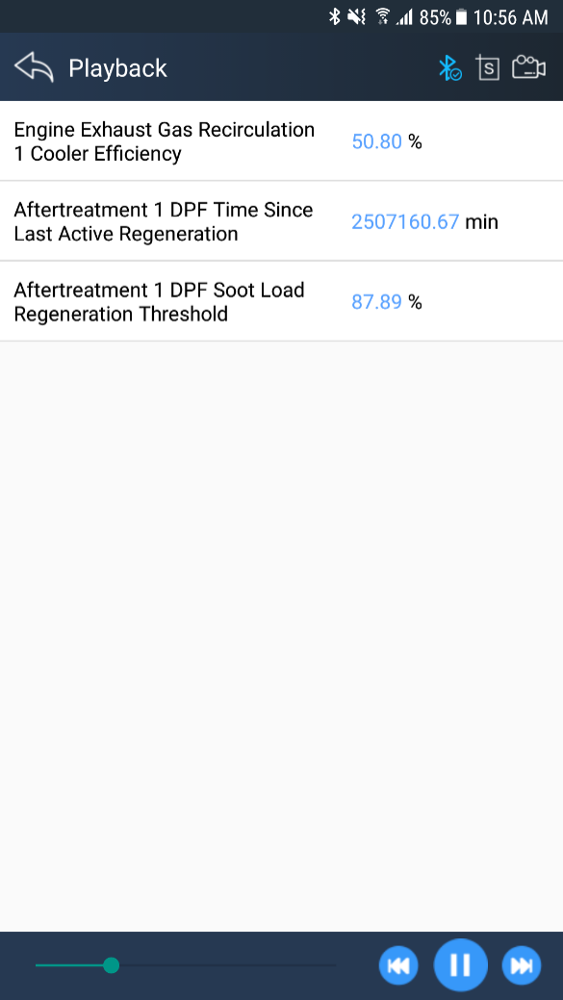 85% 10:56 AM
Playback
S
Engine Exhaust Gas Recirculation
1 Cooler Efficiency
50.80 %
Aftertreatment 1 DPF Time Since
Last Active Regeneration
2507160.67 min
Aftertreatment 1 DPF Soot Load
Regeneration Threshold
87.89 %